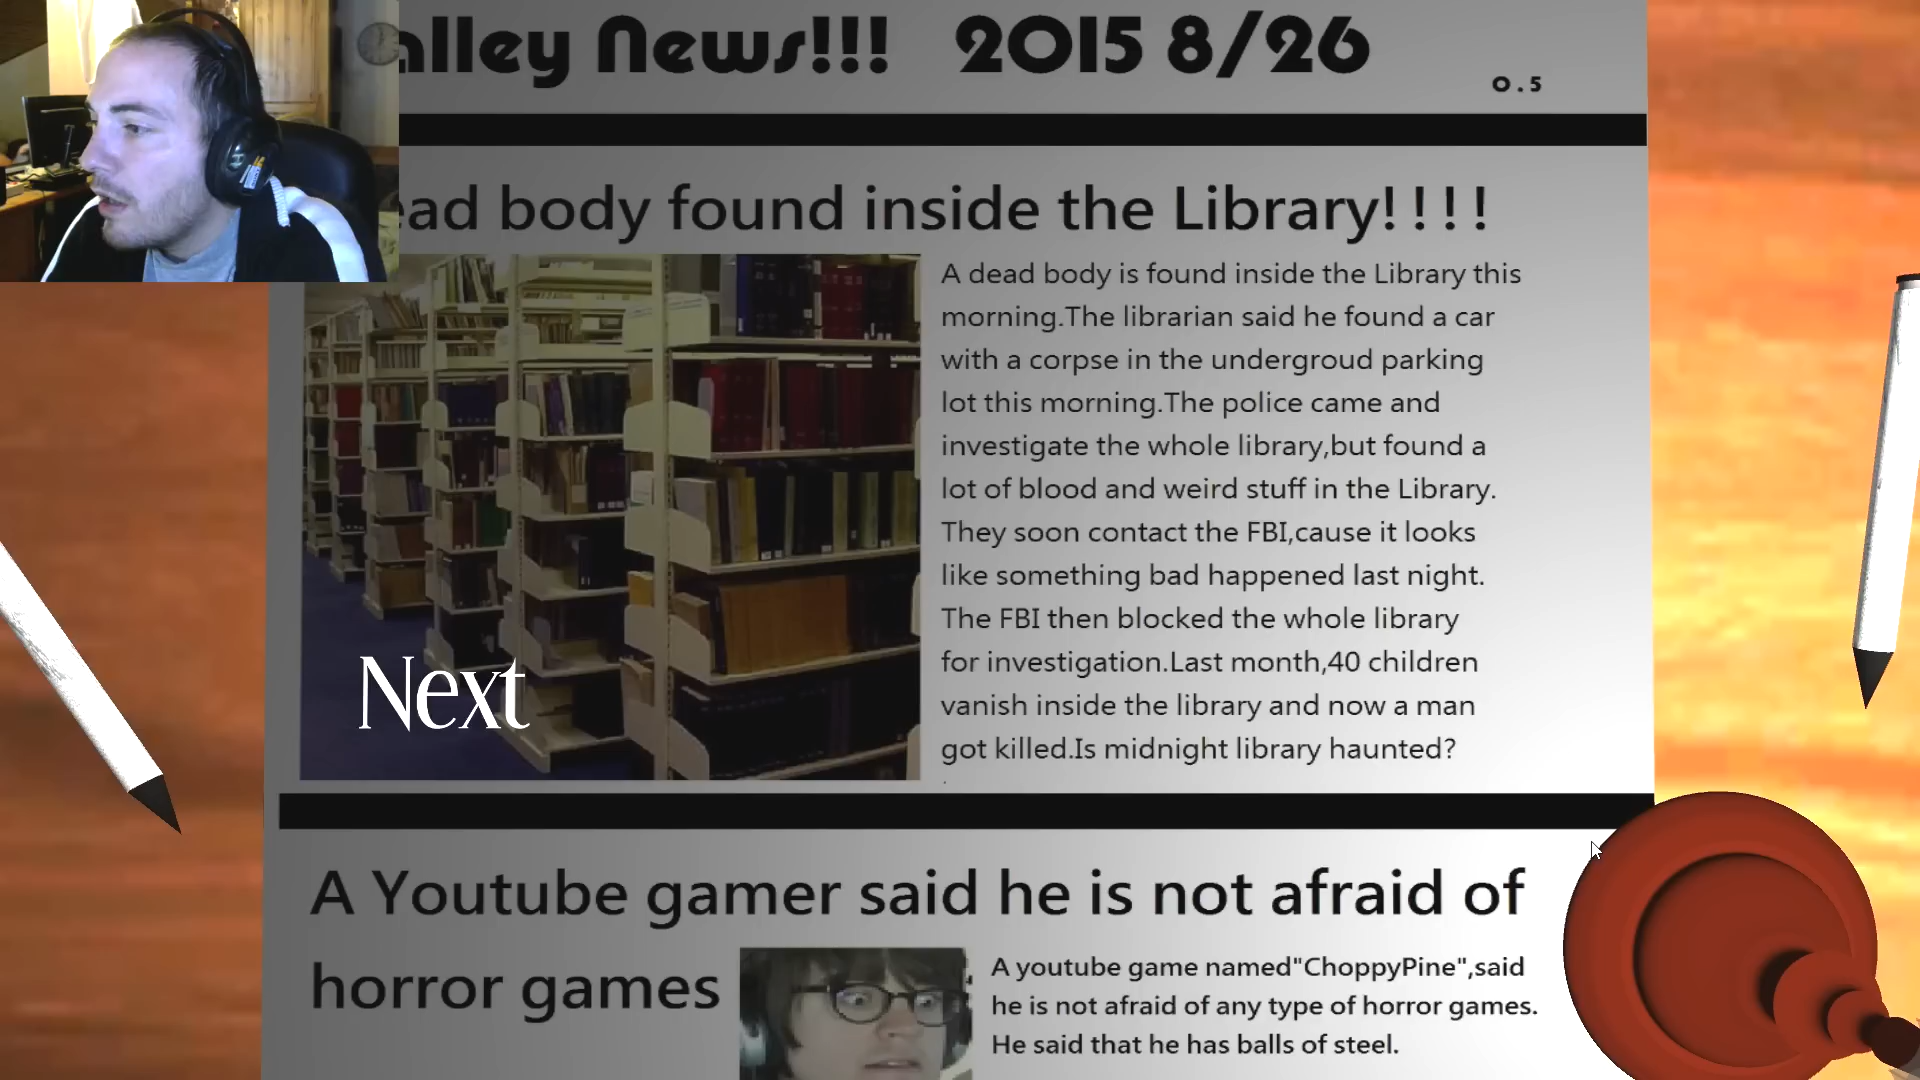 alley News!!! 2015 8/26
0.5
ead body found inside the Library!!!!
A dead body is found inside the Library this
morning.The librarian said he found a car
with a corpse in the undergroud parking
lot this morning.The police came and
investigate the whole library,but found a
lot of blood and weird stuff in the Library.
They soon contact the FBI,cause it looks
like something bad happened last night.
The FBI then blocked the whole library
for investigation.Last month,40 children
vanish inside the library and now a man
got killed.Is midnight library haunted?
Next
A Youtube gamer said he is not afraid of
horror games
A youtube game named"ChoppyPine",said
he is not afraid of any type of horror games.
He said that he has balls of steel.